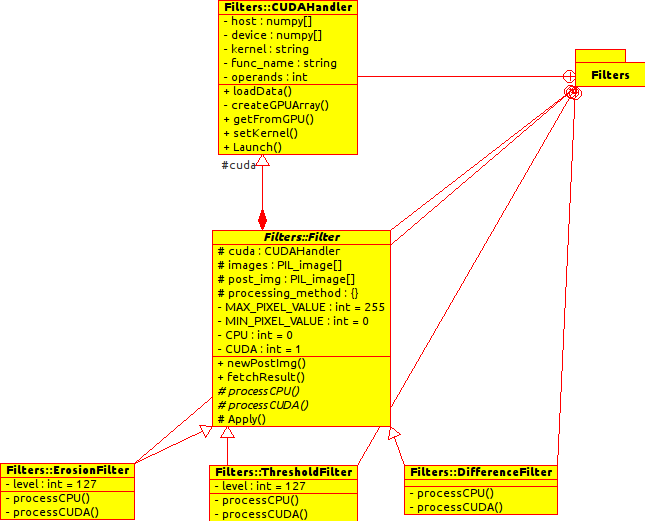 Filters::CUDAHandler
- host : numpy[]
- device : numpy[]
- kernel : string
- func_name : string
- operands : int
+ loadData()
- createGPUArray()
+ getFromGPU()
+ setKernel()
+ Launch()
Filters
#cuda
Filters::Filter
# cuda : CUDAHandler
# images : PIL_image[]
# post_img : PIL_image[]
# processing_method : {}
- MAX_PIXEL_VALUE : int = 255
- MIN_PIXEL_VALUE : int = 0
- CPU : int = 0
- CUDA : int = 1
+ newPostImg()
+ fetchResult()
# processCPU()
# processCUDA()
# Apply()
Filters::ErosionFilter
- level : int = 127
- processCPU()
- processCUDA()
Filters::ThresholdFilter
- level : int = 127
- processCPU()
- processCUDA()
Filters::DifferenceFilter
- processCPU()
- processCUDA()